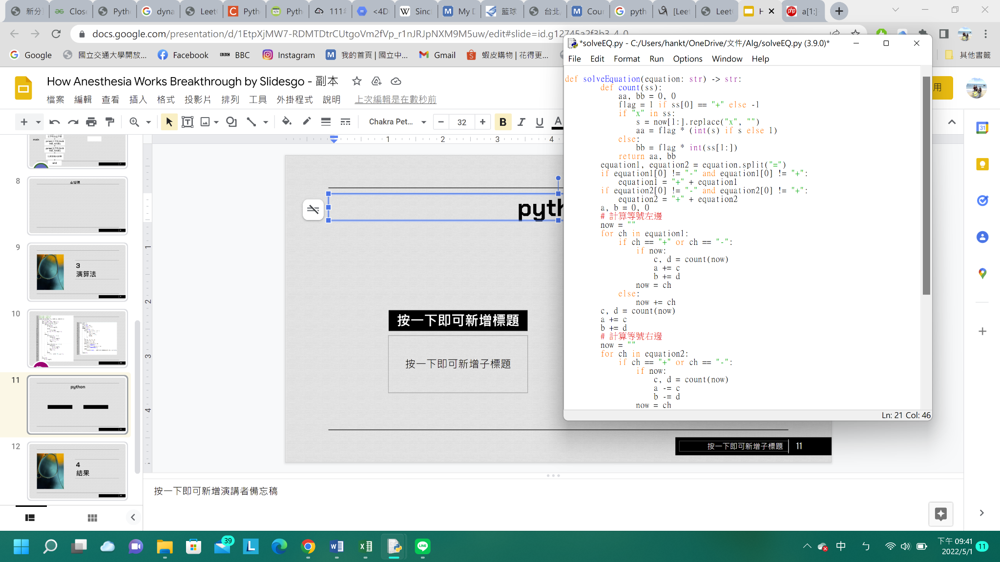 新分
Close
Pyth
dyna
Leet
Pyth
Pyth
111
<4D
Sinc
My D
籃球
台北
Cour
pyth
[Leet
Leet
H
a[1:]
docs.google.com/presentation/d/1EtpXjMW7-RDMTDtrCUtgoVm2fVp_r1nJRJpNXM9M5uw/edit#slide=id.g12745a2f3b3_4_0
Google
國立交通大學開放...
Facebook
BBC
Instagram
我的首頁 | 國立中...
Gmail
蝦皮購物 | 花得更...
其他書籤
How Anesthesia Works Breakthrough by Slidesgo - 副本
檔案 編輯 查看 插入 格式 投影片 排列 工具 外掛程式 說明 上次編輯是在數秒前
用
Chakra Pet... 32 B I U A
1 2 3 4
main
end
8
虛擬碼
9
3
演算法
10
11
python
12
4
結果
1
2
3
4
pyth
按一下即可新增標題
按一下即可新增子標題
按一下即可新增子標題 11
按一下即可新增演講者備忘稿
*solveEQ.py - C:/Users/hankt/OneDrive/文件/Alg/solveEQ.py (3.9.0)*
File Edit Format Run Options Window Help
def solveEquation(equation: str) -> str:
def count(ss):
aa, bb = 0, 0
flag = 1 if ss[0] == "+" else -1
if "x" in ss:
s = now[1:].replace("x", "")
aa = flag * (int(s) if s else 1)
else:
bb = flag * int(ss[1:])
return aa, bb
equation1, equation2 = equation.split("=")
if equation1[0] != "-" and equation1[0] != "+":
equation1 = "+" + equation1
if equation2[0] != "-" and equation2[0] != "+":
equation2 = "+" + equation2
a, b = 0, 0
# 計算等號左邊
now = ""
for ch in equation1:
if ch == "+" or ch == "-":
if now:
c, d = count(now)
a += c
b += d
now = ch
else:
now += ch
c, d = count(now)
a += c
b += d
# 計算等號右邊
now = ""
for ch in equation2:
if ch == "+" or ch == "-":
if now:
c, d = count(now)
a -= c
b -= d
now = ch
Ln: 21 Col: 46
31
39
L
LINE
中
ㄅ
下午 09:41
2022/5/1
11